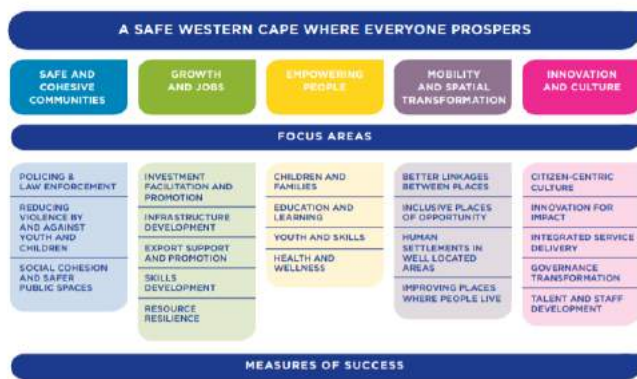 A SAFE WESTERN CAPE WHERE EVERYONE PROSPERS
SAFE AND
COHESIVE
COMMUNITIES
GROWTH
AND JOBS
EMPOWERING
PEOPLE
MOBILITY
AND SPATIAL
TRANSFORMATION
INNOVATION
AND CULTURE
FOCUS AREAS
POLICING &
LAW ENFORCEMENT
REDUCING
VIOLENCE BY
AND AGAINST
YOUTH AND
CHILDREN
SOCIAL COHESION
AND SAFER
PUBLIC SPACES
INVESTMENT
FACILITATION AND
PROMOTION
INFRASTRUCTURE
DEVELOPMENT
EXPORT SUPPORT
AND PROMOTION
SKILLS
DEVELOPMENT
RESOURCE
RESILIENCE
CHILDREN AND
FAMILIES
EDUCATION AND
LEARNING
YOUTH AND SKILLS
HEALTH AND
WELLNESS
BETTER LINKAGES
BETWEEN PLACES
INCLUSIVE PLACES
OF OPPORTUNITY
HUMAN
SETTLEMENTS IN
WELL LOCATED
AREAS
IMPROVING PLACES
WHERE PEOPLE LIVE
CITIZEN-CENTRIC
CULTURE
INNOVATION FOR
IMPACT
INTEGRATED SERVICE
DELIVERY
GOVERNANCE
TRANSFORMATION
TALENT AND STAFF
DEVELOPMENT
MEASURES OF SUCCESS